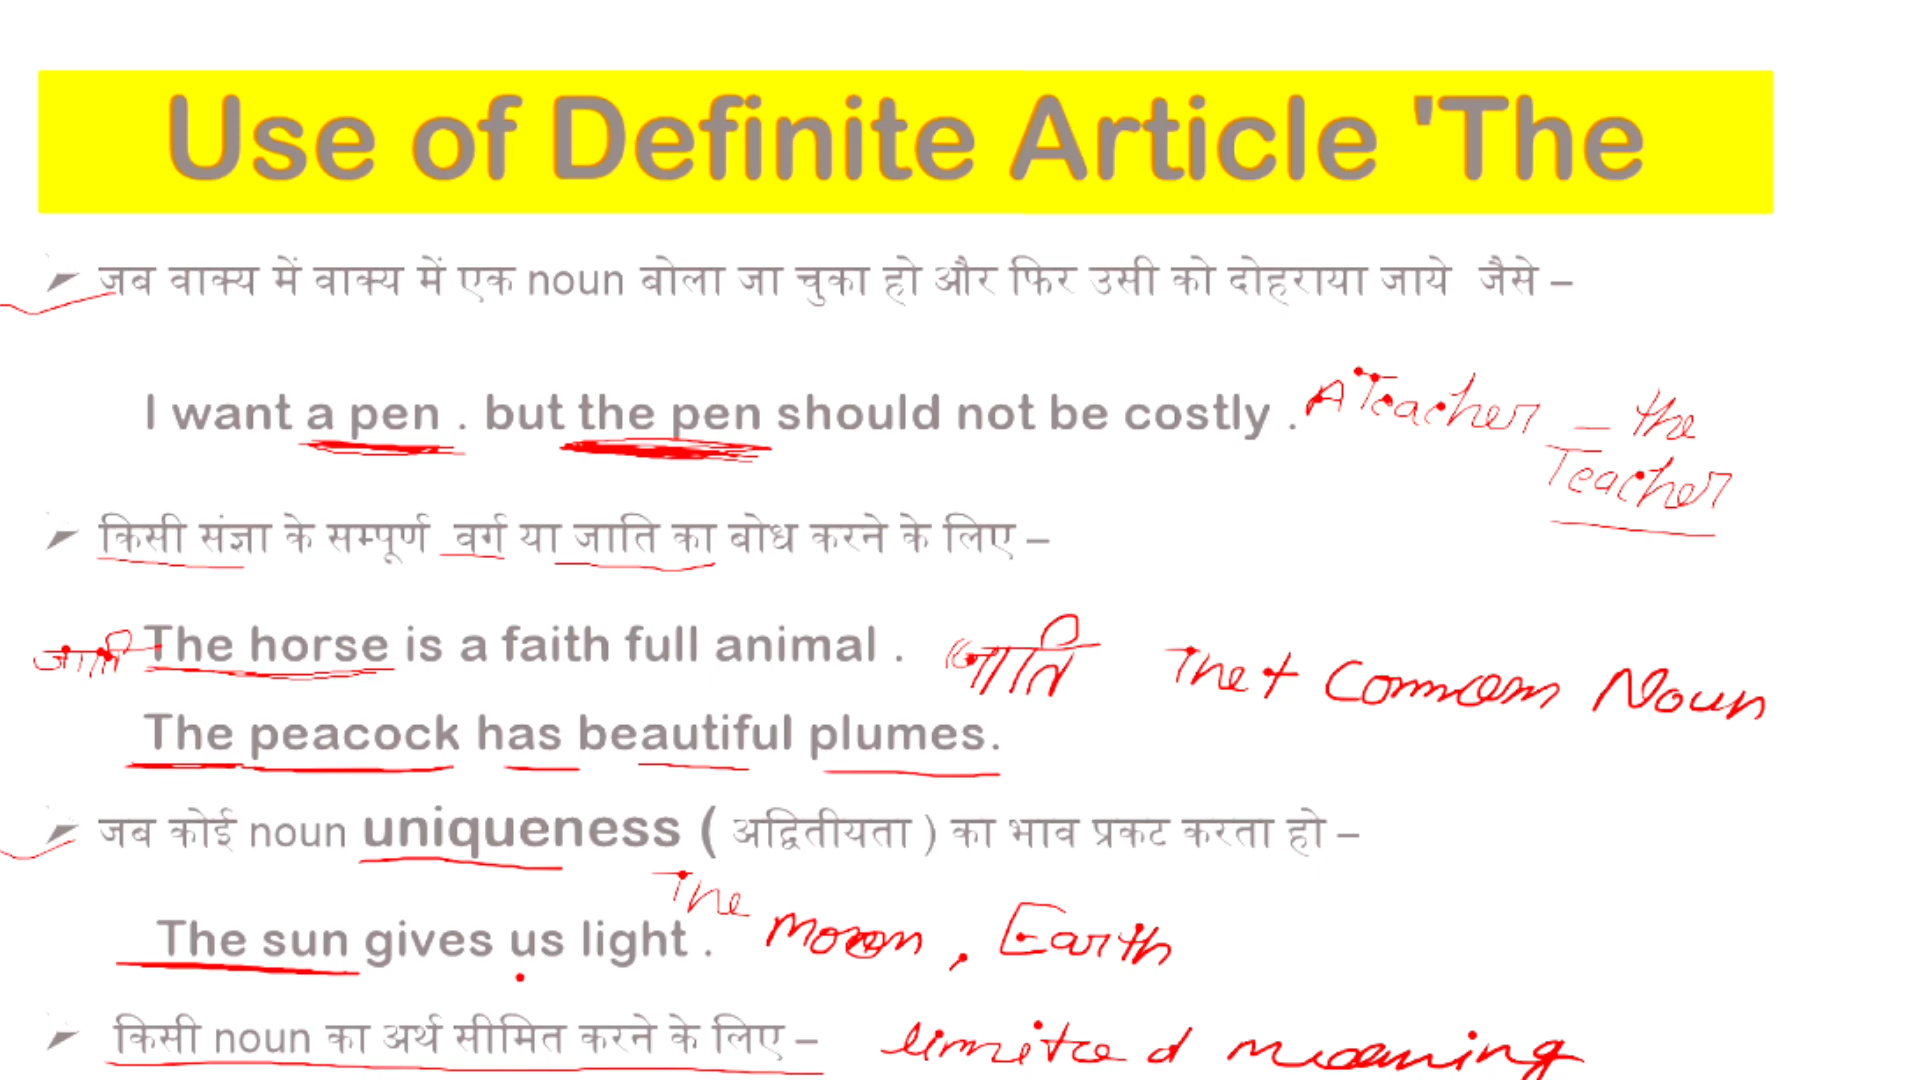 Use of Definite Article 'The
जब वाक्य में वाक्य में एक noun बोला जा चुका हो और फिर उसी को दोहराया जाये जैसे –
I want a pen . but the pen should not be costly . A Teacher – the
Teacher
किसी संज्ञा के सम्पूर्ण वर्ग या जाति का बोध करने के लिए –
जाति The horse is a faith full animal . जाति The + Common Noun
The peacock has beautiful plumes.
जब कोई noun uniqueness ( अद्वितीयता ) का भाव प्रकट करता हो –
The sun gives us light . The Moon , Earth
किसी noun का अर्थ सीमित करने के लिए – limited meaning